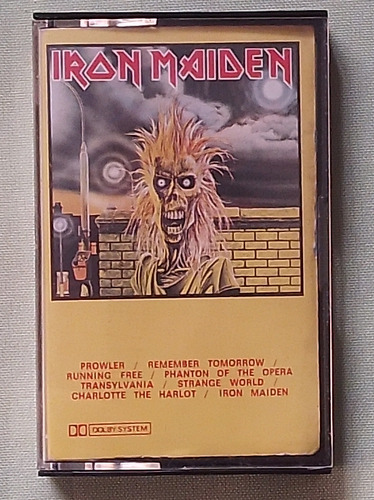 IRON MAIDEN
PROWLER / REMEMBER TOMORROW /
RUNNING FREE / PHANTON OF THE OPERA
TRANSYLVANIA / STRANGE WORLD /
CHARLOTTE THE HARLOT / IRON MAIDEN
DOLBY SYSTEM